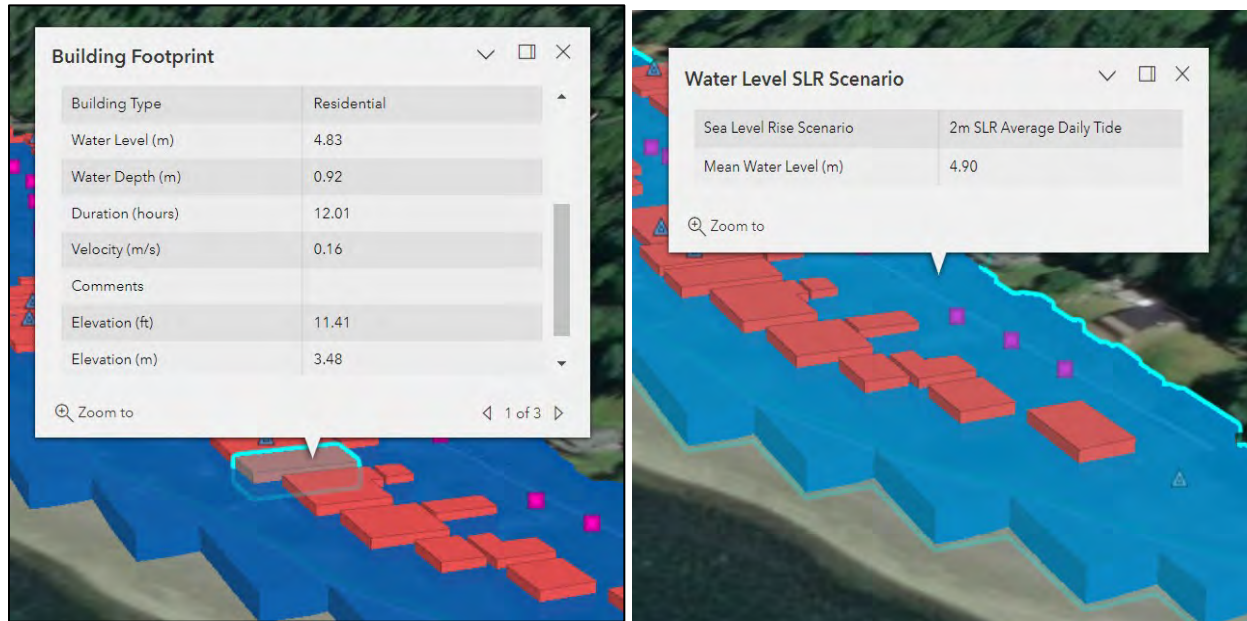 Building Footprint
Building Type Residential
Water Level (m) 4.83
Water Depth (m) 0.92
Duration (hours) 12.01
Velocity (m/s) 0.16
Comments
Elevation (ft) 11.41
Elevation (m) 3.48
Zoom to 1 of 3
Water Level SLR Scenario
Sea Level Rise Scenario 2m SLR Average Daily Tide
Mean Water Level (m) 4.90
Zoom to